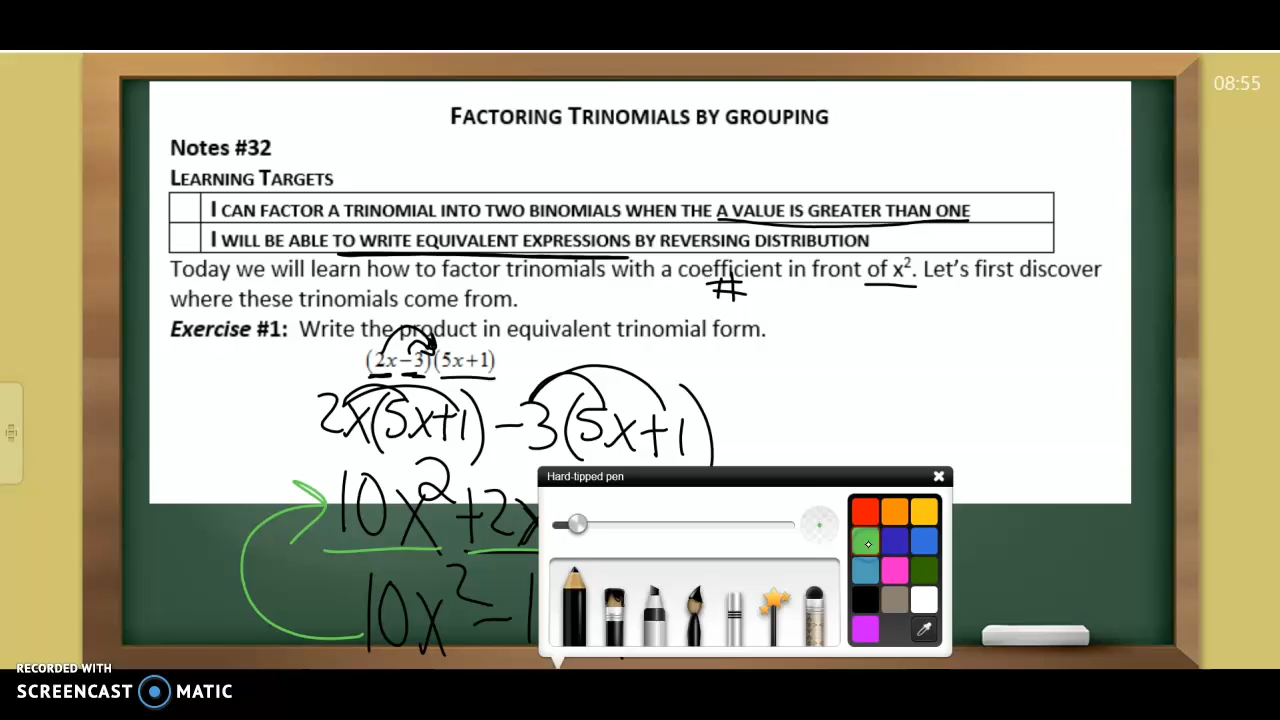 08:55
FACTORING TRINOMIALS BY GROUPING
Notes #32
LEARNING TARGETS
I CAN FACTOR A TRINOMIAL INTO TWO BINOMIALS WHEN THE A VALUE IS GREATER THAN ONE
I WILL BE ABLE TO WRITE EQUIVALENT EXPRESSIONS BY REVERSING DISTRIBUTION
Today we will learn how to factor trinomials with a coefficient in front of x². Let's first discover
#
where these trinomials come from.
Exercise #1: Write the product in equivalent trinomial form.
(2x−3)(5x+1)
2x(5x+1) −3(5x+1)
10x² +2x
Hard-tipped pen
10x² −1
RECORDED WITH
SCREENCAST MATIC